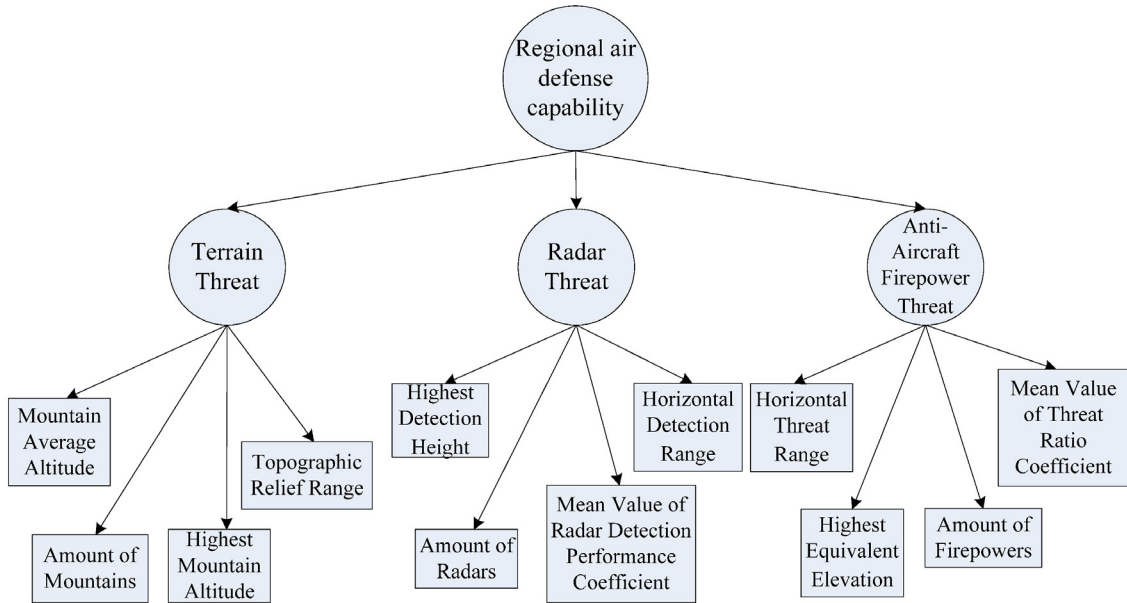 Regional air
defense
capability
Terrain
Threat
Radar
Threat
Anti-
Aircraft
Firepower
Threat
Mountain
Average
Altitude
Amount of
Mountains
Highest
Mountain
Altitude
Topographic
Relief Range
Highest
Detection
Height
Amount of
Radars
Mean Value of
Radar Detection
Performance
Coefficient
Horizontal
Detection
Range
Horizontal
Threat
Range
Highest
Equivalent
Elevation
Amount of
Firepowers
Mean Value
of Threat
Ratio
Coefficient